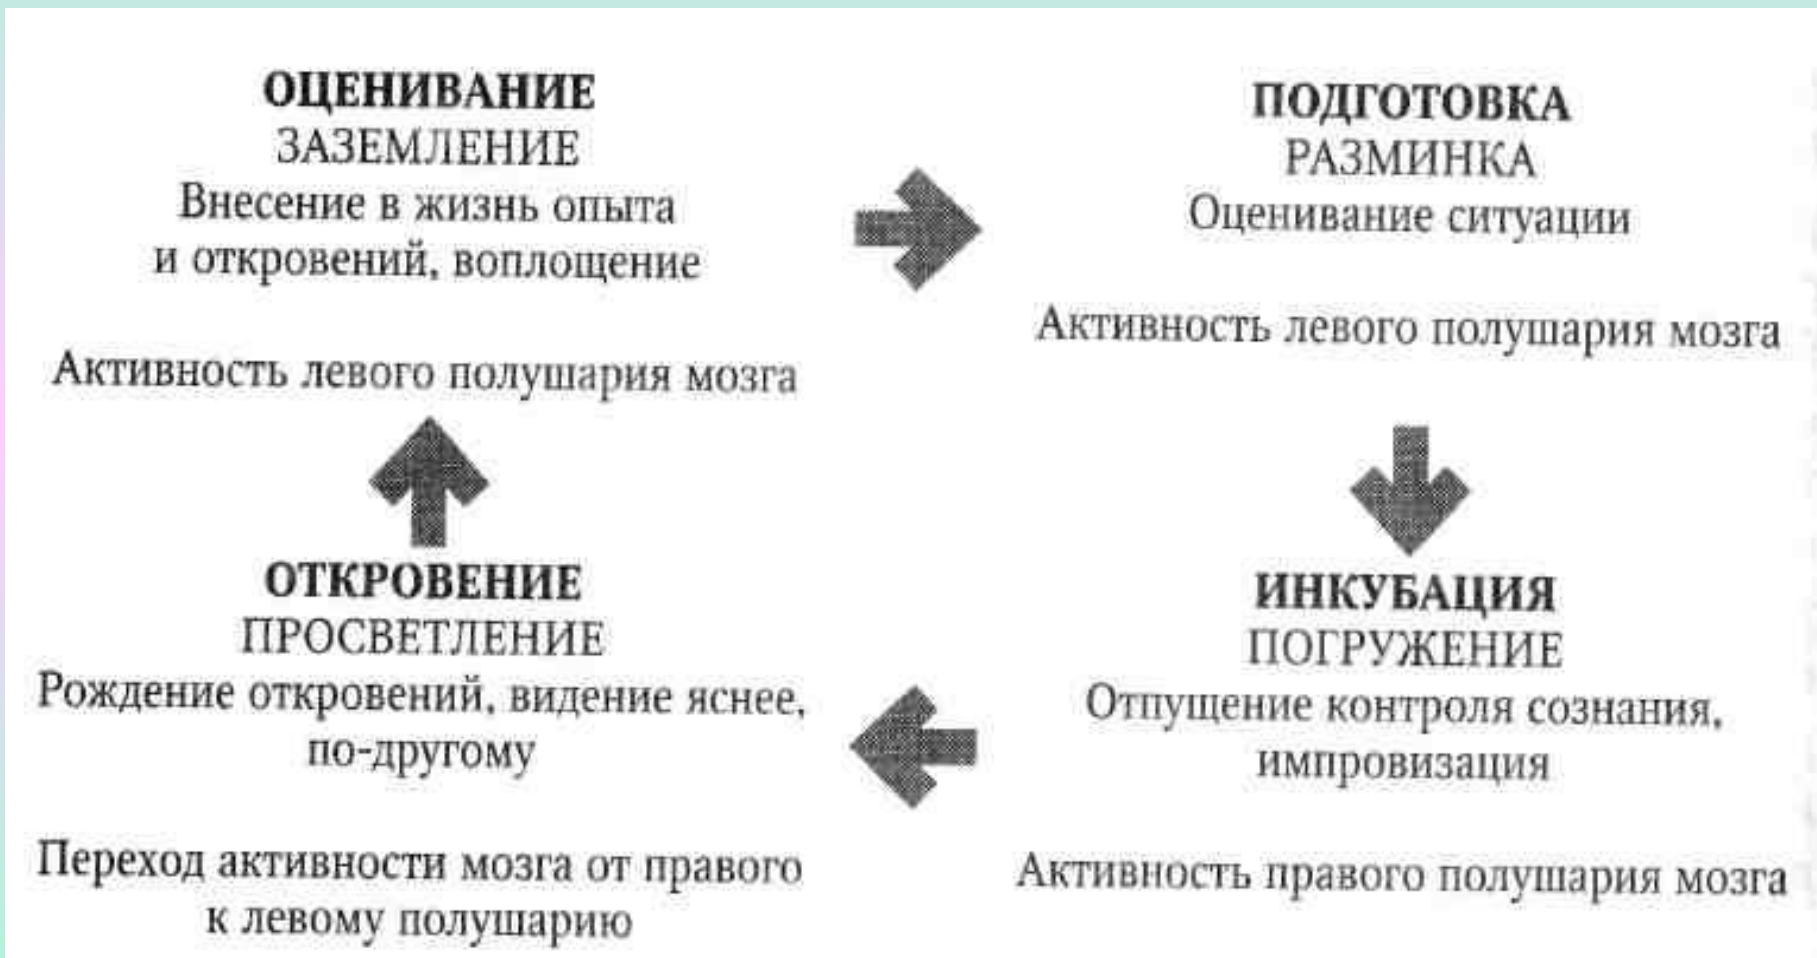 ОЦЕНИВАНИЕ
ЗАЗЕМЛЕНИЕ
Внесение в жизнь опыта
и откровений, воплощение
Активность левого полушария мозга
ПОДГОТОВКА
РАЗМИНКА
Оценивание ситуации
Активность левого полушария мозга
ОТКРОВЕНИЕ
ПРОСВЕТЛЕНИЕ
Рождение откровений, видение яснее,
по-другому
Переход активности мозга от правого
к левому полушарию
ИНКУБАЦИЯ
ПОГРУЖЕНИЕ
Отпущение контроля сознания,
импровизация
Активность правого полушария мозга